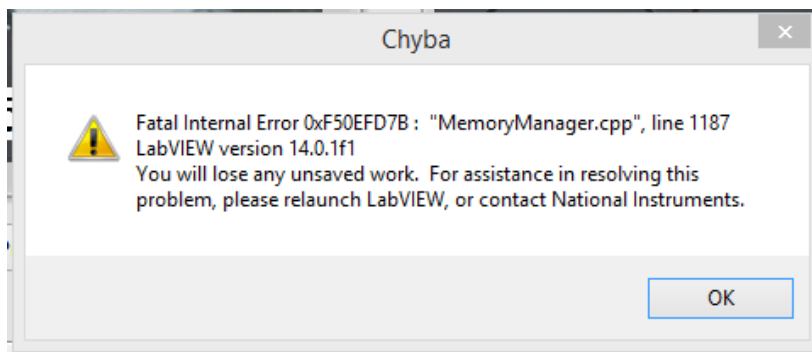 Chyba
Fatal Internal Error 0xF50EFD7B : "MemoryManager.cpp", line 1187
LabVIEW version 14.0.1f1
You will lose any unsaved work. For assistance in resolving this
problem, please relaunch LabVIEW, or contact National Instruments.
OK